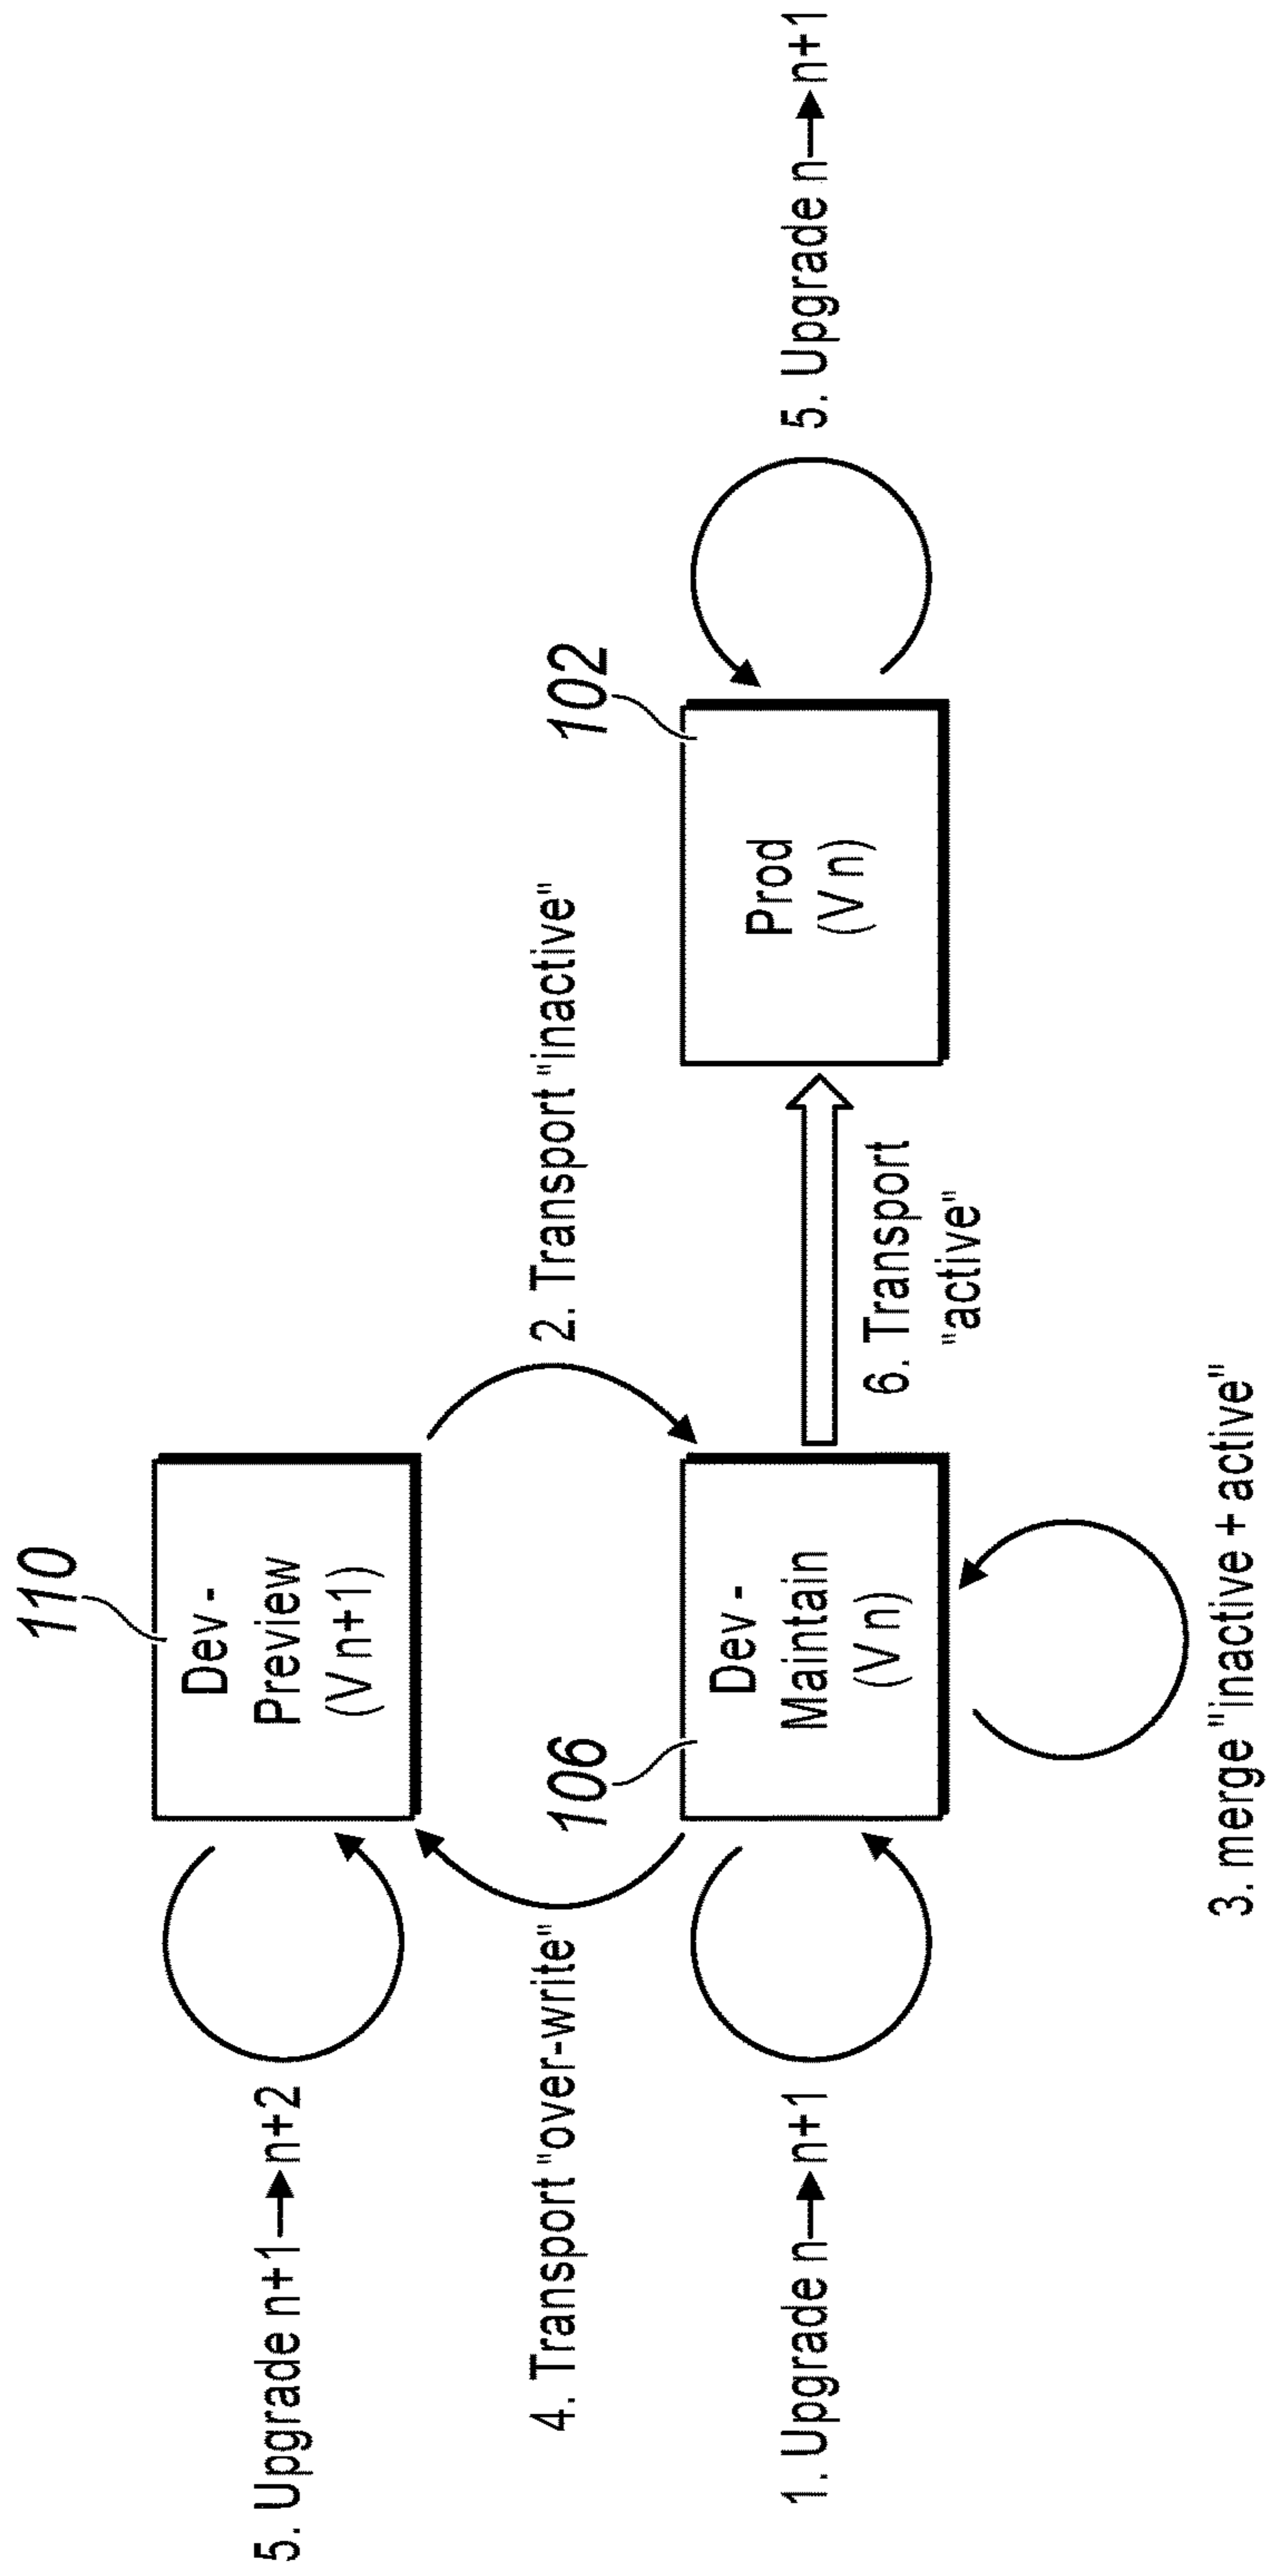 110
Dev -
Preview
(V n+1)
5. Upgrade n+1→n+2
2. Transport "inactive"
4. Transport "over-write"
106
Dev -
Maintain
(V n)
1. Upgrade n→n+1
3. merge "inactive + active"
6. Transport
"active"
102
Prod
(V n)
5. Upgrade n→n+1